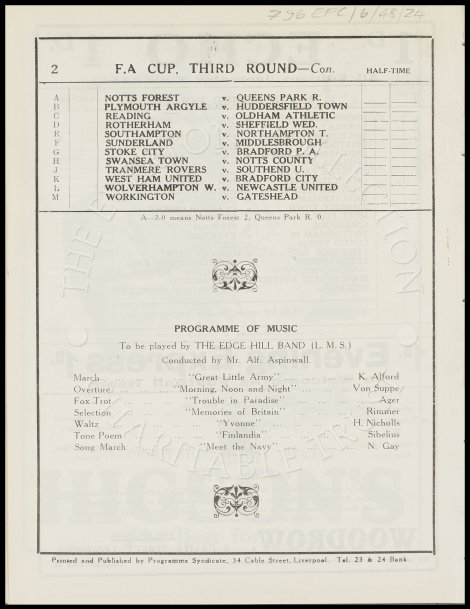 796 EFC/6/48/24
2 F.A CUP, THIRD ROUND—Con. HALF-TIME
A NOTTS FOREST v. QUEENS PARK R.
B PLYMOUTH ARGYLE v. HUDDERSFIELD TOWN
C READING v. OLDHAM ATHLETIC
D ROTHERHAM v. SHEFFIELD WED.
E SOUTHAMPTON v. NORTHAMPTON T.
F SUNDERLAND v. MIDDLESBROUGH
G STOKE CITY v. BRADFORD P. A.
H SWANSEA TOWN v. NOTTS COUNTY
J TRANMERE ROVERS v. SOUTHEND U.
K WEST HAM UNITED v. BRADFORD CITY
L WOLVERHAMPTON W. v. NEWCASTLE UNITED
M WORKINGTON v. GATESHEAD
A—2-0 means Notts Forest 2, Queens Park R. 0.
PROGRAMME OF MUSIC
To be played by THE EDGE HILL BAND (L.M.S.)
Conducted by Mr. Alf. Aspinwall.
March ... "Great Little Army" ... K. Alford
Overture ... "Morning, Noon and Night" ... Von Suppe
Fox Trot ... "Trouble in Paradise" ... Ager
Selection ... "Memories of Britain" ... Rimmer
Waltz ... "Yvonne" ... H. Nicholls
Tone Poem ... "Finlandia" ... Sibelius
Song March ... "Meet the Navy" ... N. Gay
Printed and Published by Programme Syndicate, 34 Cable Street, Liverpool. Tel. 23 & 24 Bank.
THE COLLECTION
CHARITABLE TRUST